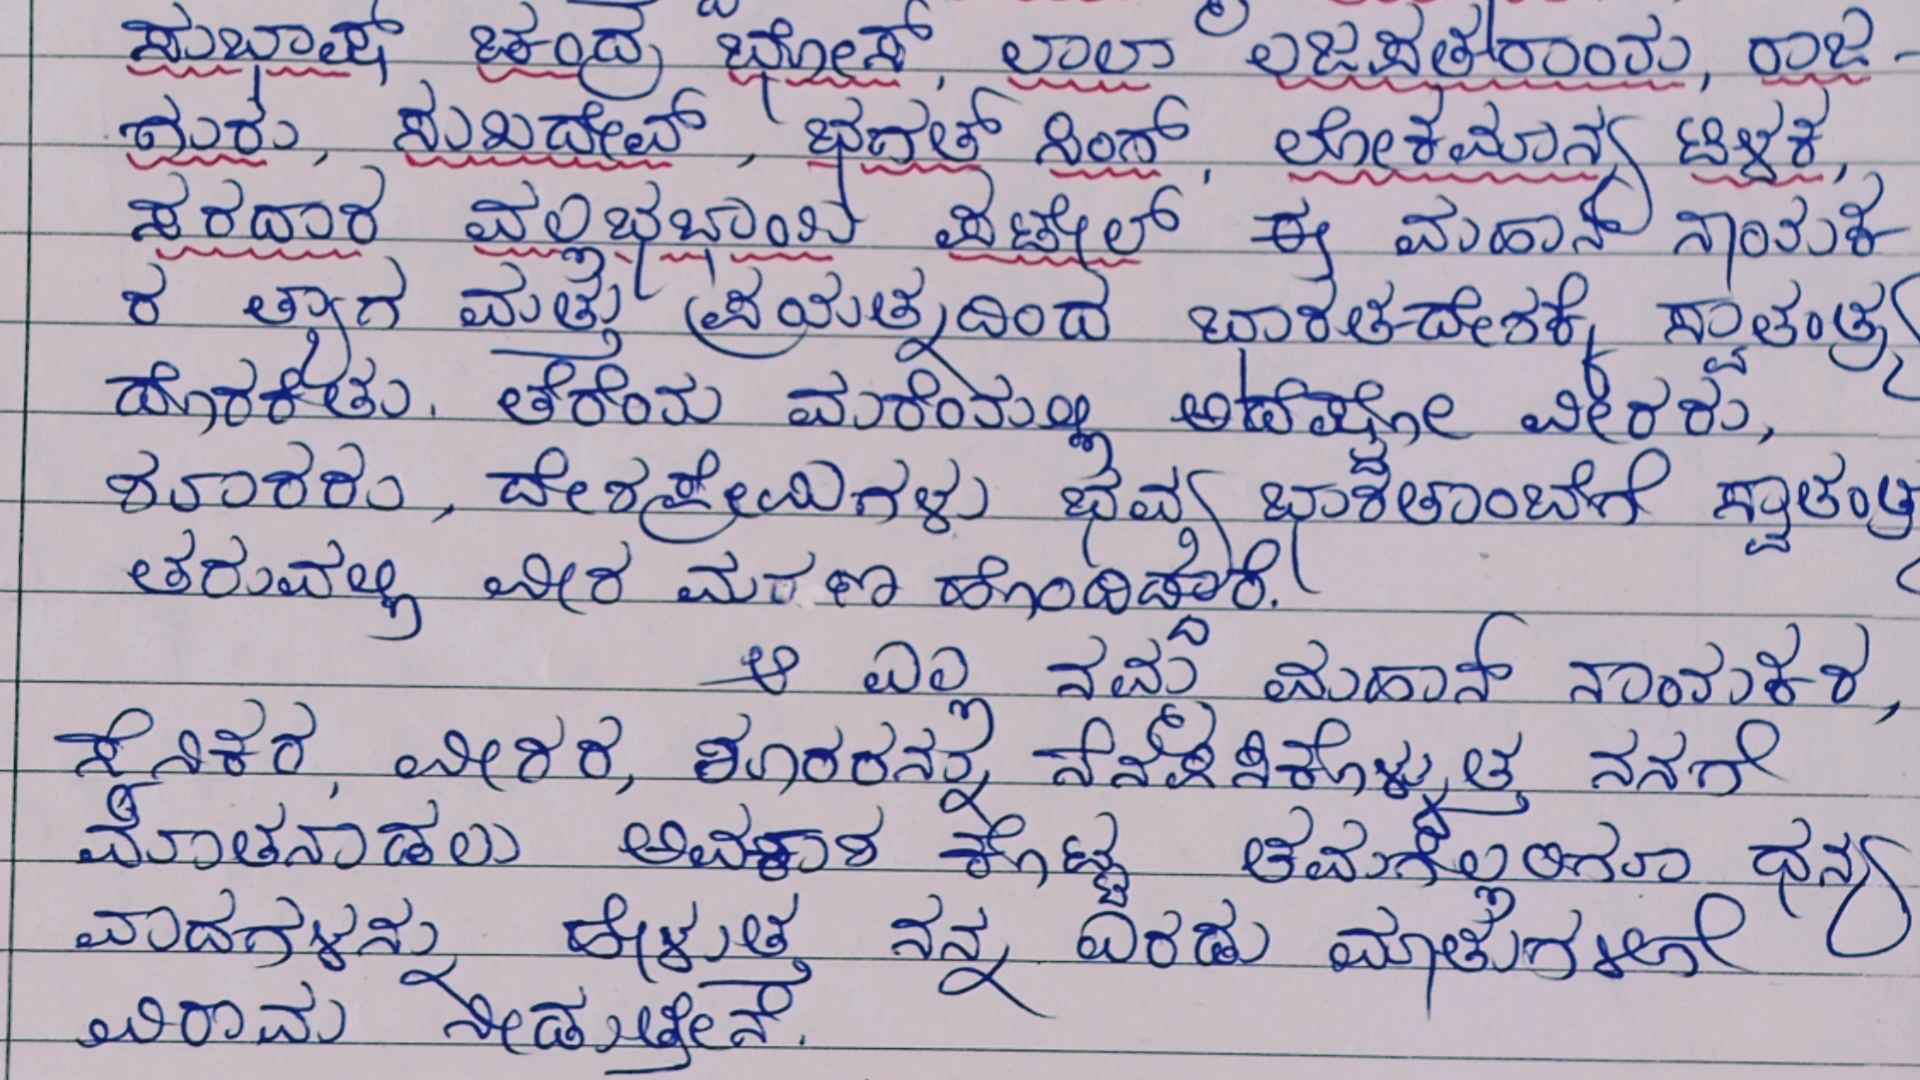 ಸುಭಾಷ್ ಚಂದ್ರ ಭೋಸ್, ಲಾಲಾ ಲಜಪತರಾಯ, ರಾಜ-
ಗುರು, ಸುಖದೇವ್, ಭಗತ್ ಸಿಂಗ್, ಲೋಕಮಾನ್ಯ ಟಿಳಕ,
ಸರದಾರ ವಲ್ಲಭಭಾಯಿ ಪಟೇಲ್ ಈ ಮಹಾನ್ ನಾಯಕ-
ರ ತ್ಯಾಗ ಮತ್ತು ಪ್ರಯತ್ನದಿಂದ ಭಾರತ ದೇಶಕ್ಕೆ ಸ್ವಾತಂತ್ರ್ಯ
ದೊರಕಿತು. ತೆರೆಯ ಮರೆಯಲ್ಲಿ ಅದೆಷ್ಟೋ ವೀರರು,
ಶೂರರು, ದೇಶಪ್ರೇಮಿಗಳು ಭವ್ಯ ಭಾರತಾಂಬೆಗೆ ಸ್ವಾತಂತ್ರ್ಯ
ತರುವಲ್ಲಿ ವೀರ ಮರಣ ಹೊಂದಿದ್ದಾರೆ.
ಆ ಎಲ್ಲ ನಮ್ಮ ಮಹಾನ್ ನಾಯಕರ,
ಸೈನಿಕರ, ವೀರರ, ಶೂರರನ್ನು ನೆನಪಿಸಿಕೊಳ್ಳುತ್ತ ನನಗೆ
ಮಾತನಾಡಲು ಅವಕಾಶ ಕೊಟ್ಟ ತಮಗೆಲ್ಲರಿಗೂ ಧನ್ಯ
ವಾದಗಳನ್ನು ಹೇಳುತ್ತ ನನ್ನ ಎರಡು ಮಾತುಗಳಿಗೆ
ವಿರಾಮ ನೀಡುತ್ತೇನೆ.